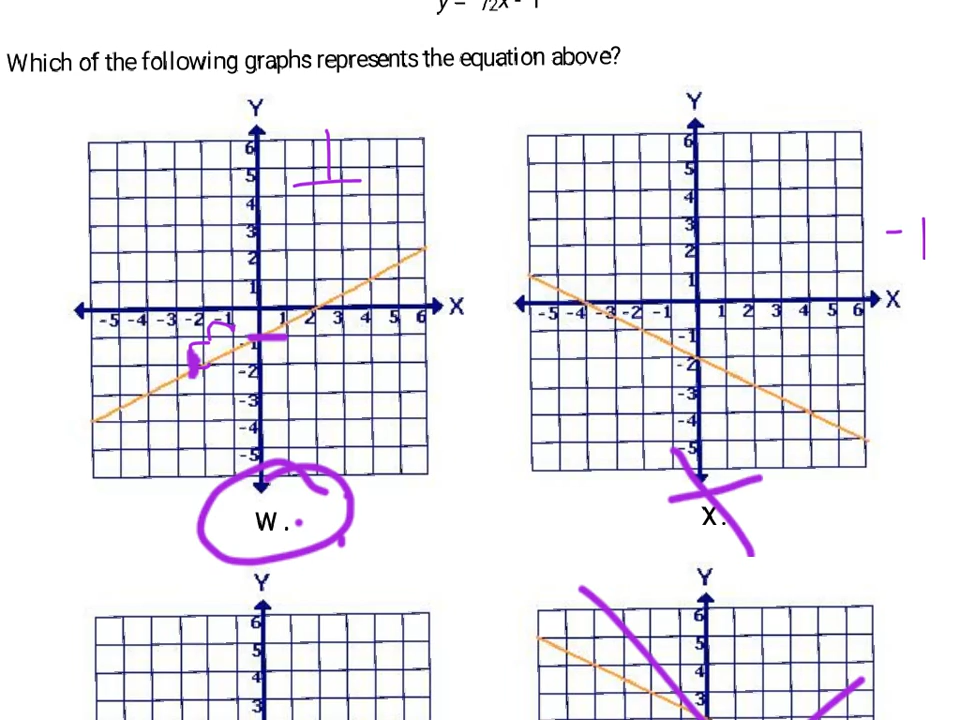 Which of the following graphs represents the equation above?
Y Y
6 6
5 5
4 4
3 3
2 2
1 1
X X
-5 -4 -3 -2 -1 1 2 3 4 5 6
-5 -4 -3 -2 -1 1 2 3 4 5 6
- 1
-1 -1
-2 -2
-3 -3
-4 -4
-5 -5
W. X.
Y Y
6 6
5 5
4 4
3 3